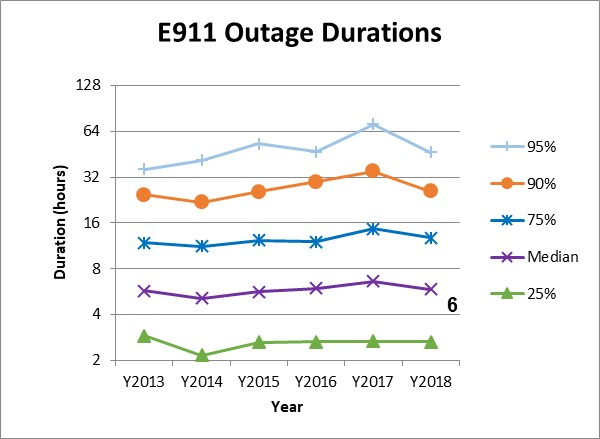 E911 Outage Durations
128
64
32
16
8
4
2
Duration (hours)
6
Y2013 Y2014 Y2015 Y2016 Y2017 Y2018
Year
95%
90%
75%
Median
25%